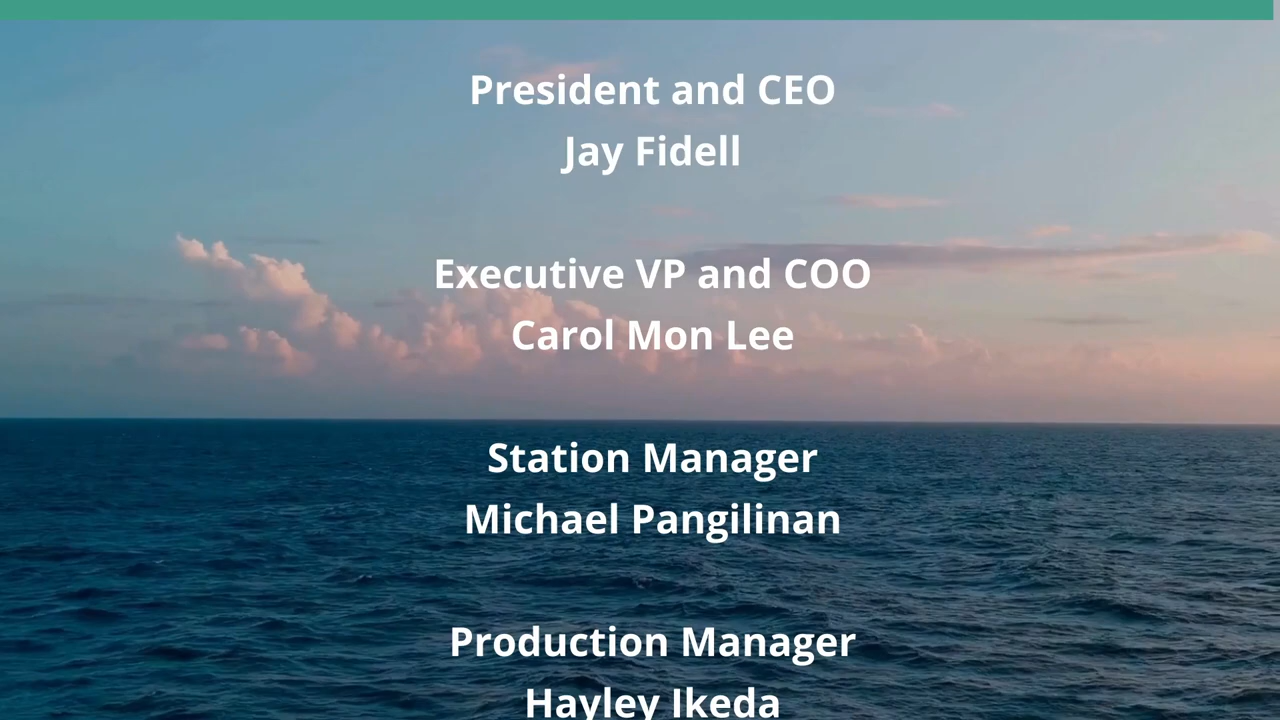 President and CEO
Jay Fidell
Executive VP and COO
Carol Mon Lee
Station Manager
Michael Pangilinan
Production Manager
Hayley Ikeda